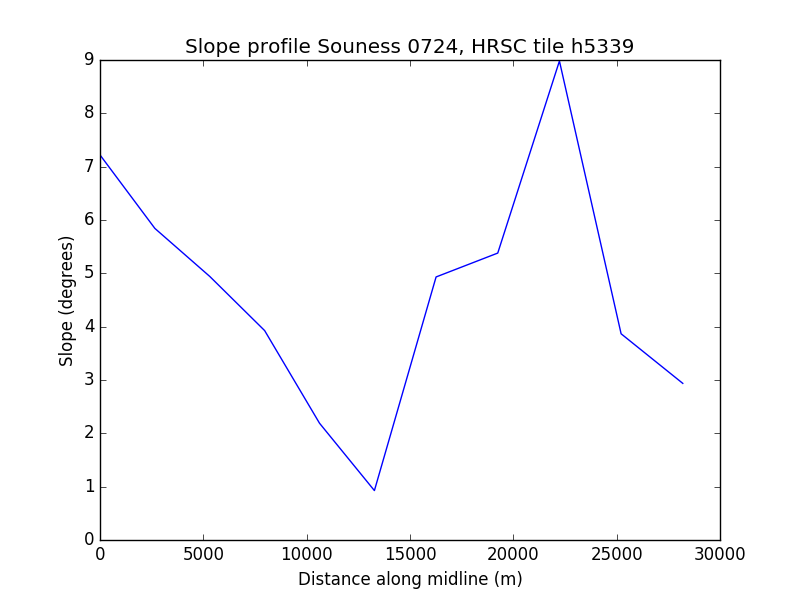 Slope profile Souness 0724, HRSC tile h5339
9
8
7
6
5
4
3
2
1
0
Slope (degrees)
0 5000 10000 15000 20000 25000 30000
Distance along midline (m)